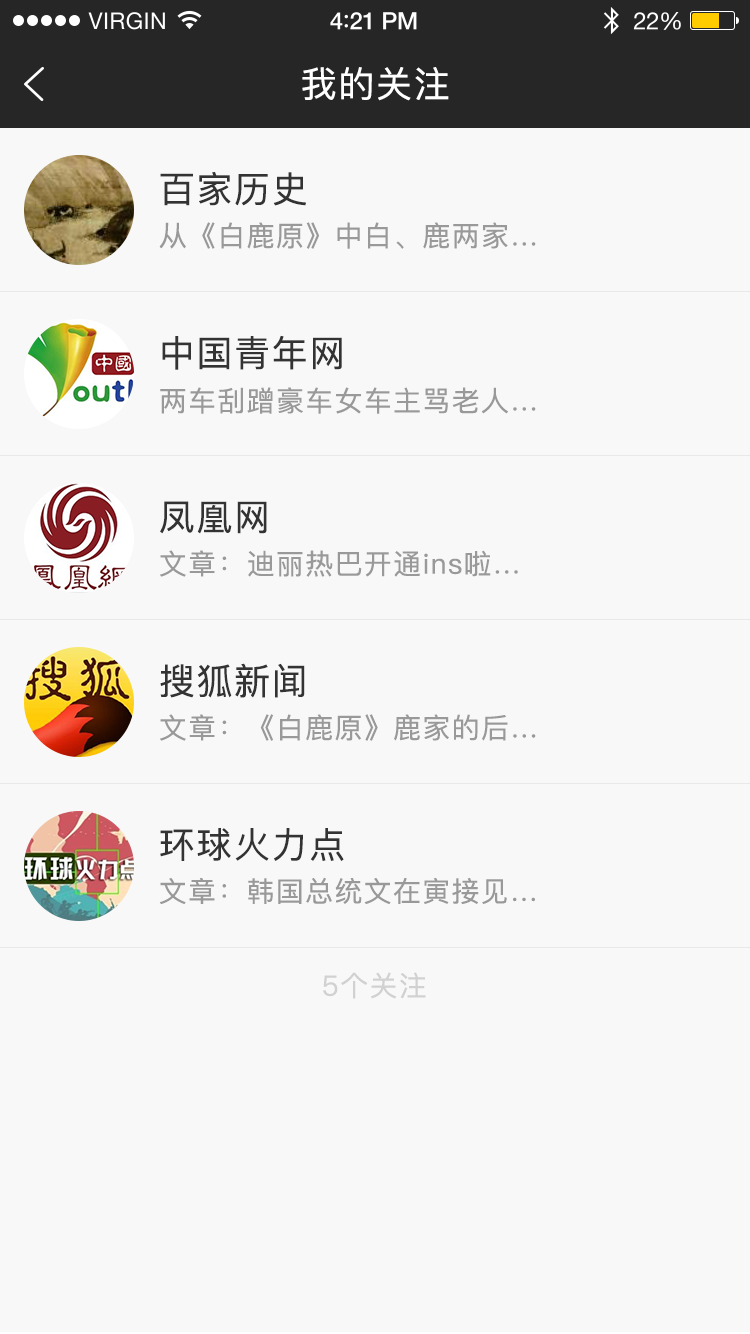 VIRGIN 4:21 PM 22%
我的关注
百家历史
从《白鹿原》中白、鹿两家...
中國
outh
中国青年网
两车刮蹭豪车女车主骂老人...
凤凰网
鳳凰網
文章：迪丽热巴开通ins啦...
搜狐
搜狐新闻
文章：《白鹿原》鹿家的后...
环球火力点
环球火力点
文章：韩国总统文在寅接见...
5个关注